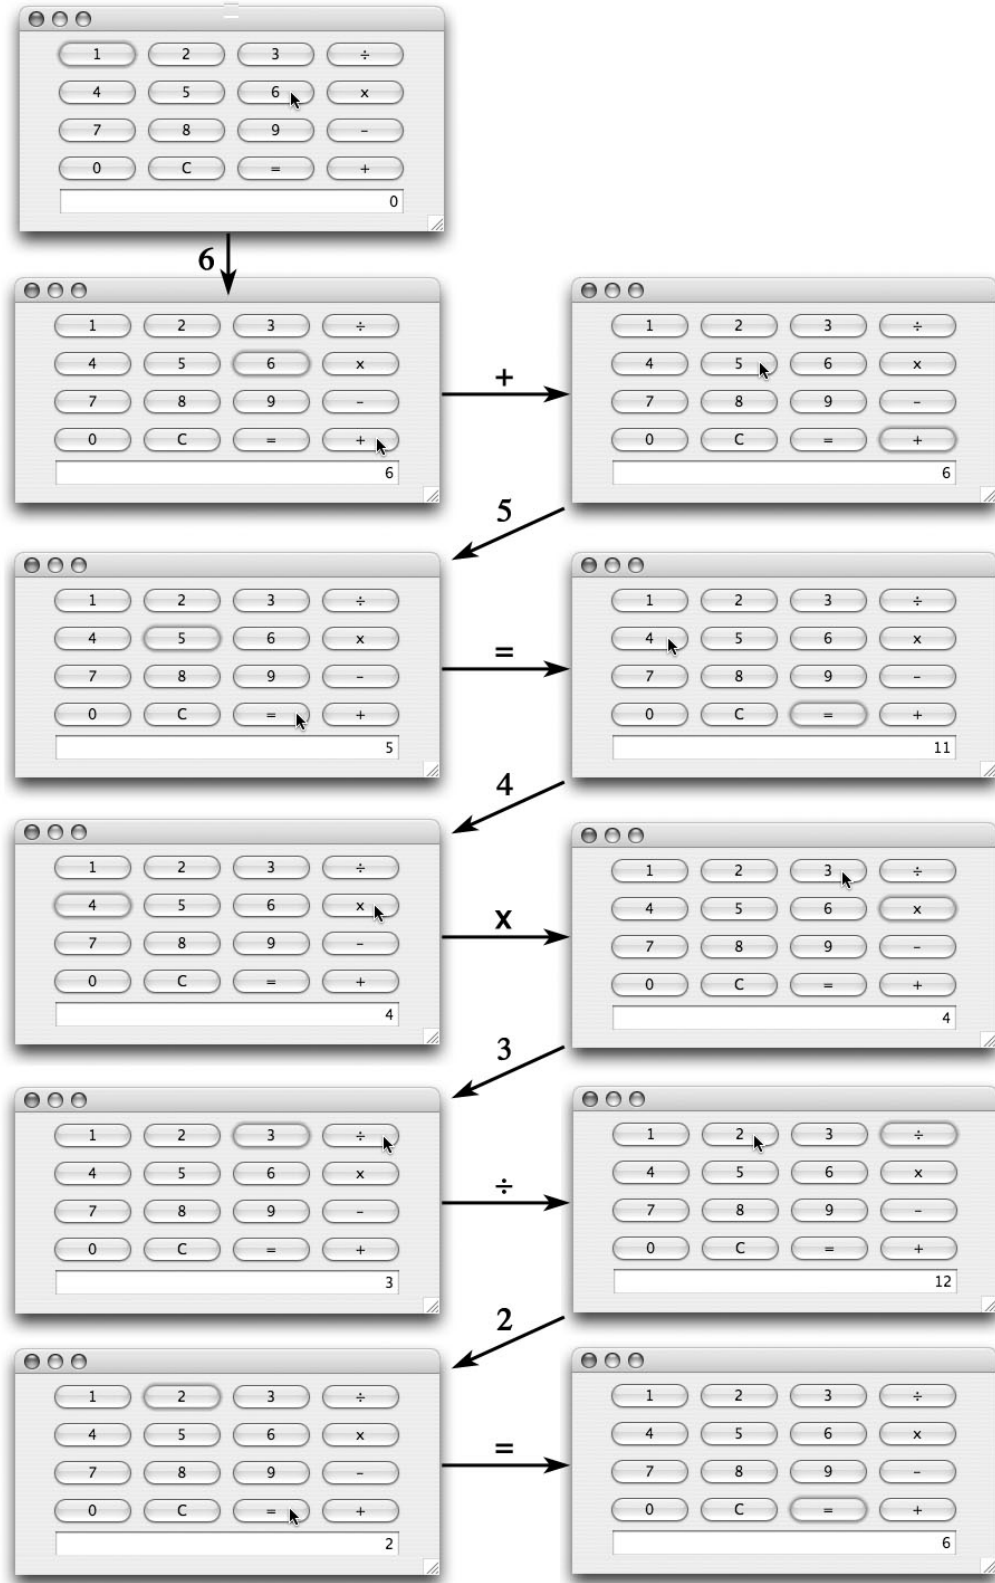 1 2 3 ÷
4 5 6 x
7 8 9 –
0 C = +
0
6
1 2 3 ÷
4 5 6 x
7 8 9 –
0 C = +
6
+
1 2 3 ÷
4 5 6 x
7 8 9 –
0 C = +
6
5
1 2 3 ÷
4 5 6 x
7 8 9 –
0 C = +
5
=
1 2 3 ÷
4 5 6 x
7 8 9 –
0 C = +
11
4
1 2 3 ÷
4 5 6 x
7 8 9 –
0 C = +
4
x
1 2 3 ÷
4 5 6 x
7 8 9 –
0 C = +
4
3
1 2 3 ÷
4 5 6 x
7 8 9 –
0 C = +
3
÷
1 2 3 ÷
4 5 6 x
7 8 9 –
0 C = +
12
2
1 2 3 ÷
4 5 6 x
7 8 9 –
0 C = +
2
=
1 2 3 ÷
4 5 6 x
7 8 9 –
0 C = +
6